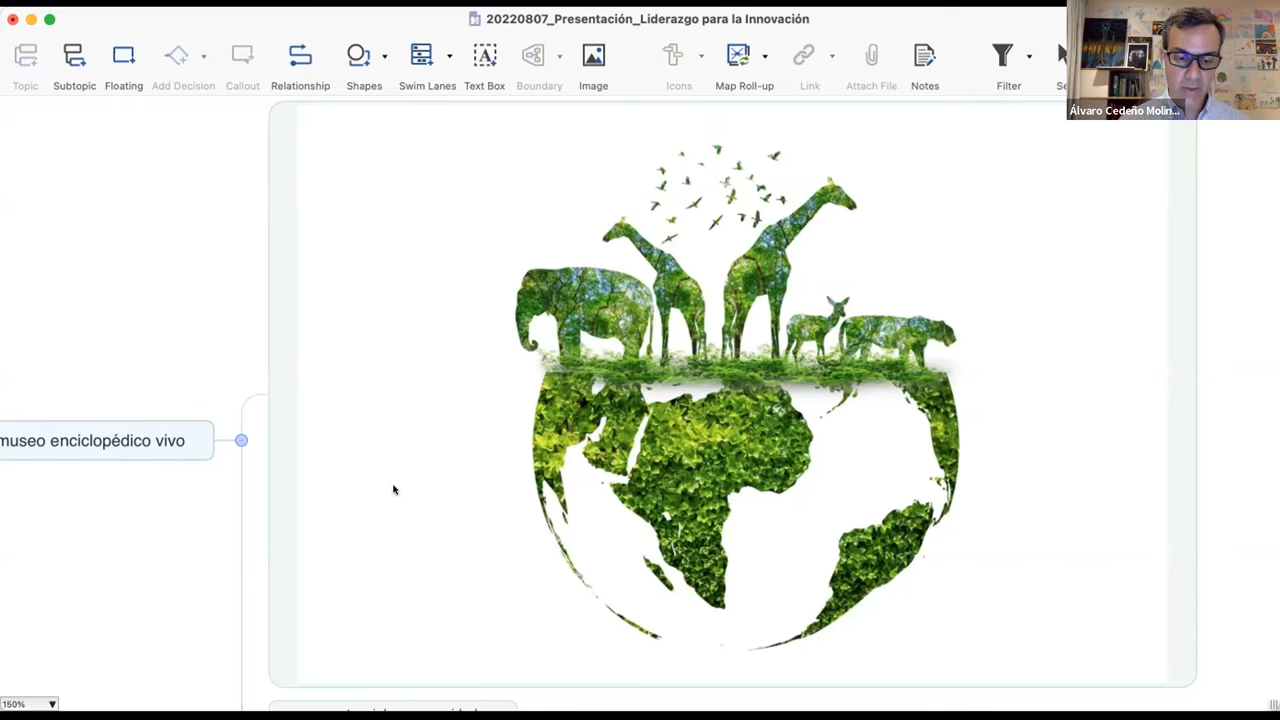 20220807_Presentación_Liderazgo para la Innovación
Topic
Subtopic
Floating
Add Decision
Callout
Relationship
Shapes
Swim Lanes
Text Box
Boundary
Image
Icons
Map Roll-up
Link
Attach File
Notes
Filter
Álvaro Cedeño Molin...
museo enciclopédico vivo
150%